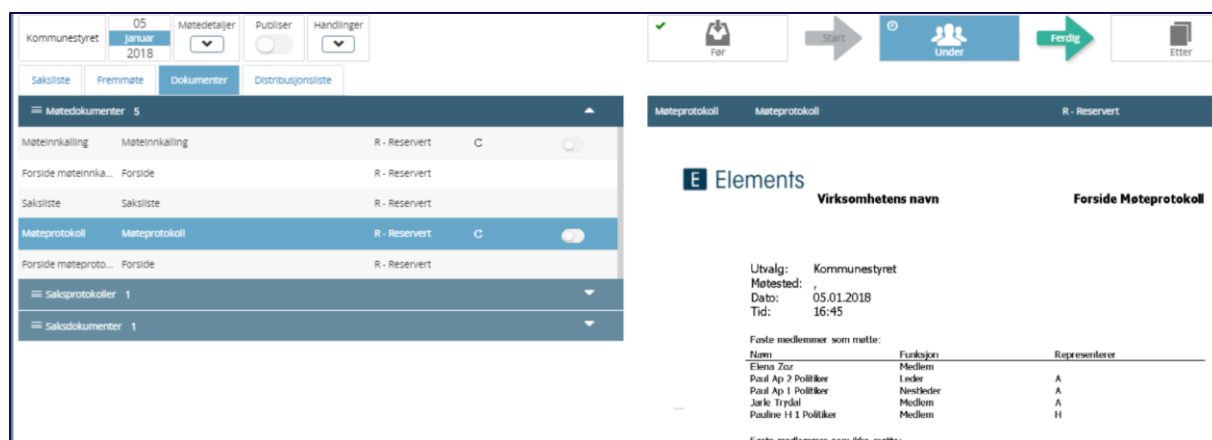 Kommunestyret
05
Januar
2018
Møtedetaljer
Publiser
Handlinger
Saksliste Fremmøte Dokumenter Distribusjonsliste
Møtedokumenter 5
Møteinnkalling Møteinnkalling R - Reservert C
Forside møteinnka... Forside R - Reservert
Saksliste Saksliste R - Reservert
Møteprotokoll Møteprotokoll R - Reservert C
Forside møteproto... Forside R - Reservert
Saksprotokoller 1
Saksdokumenter 1
Før
Start
Under
Ferdig
Etter
Møteprotokoll Møteprotokoll R - Reservert
E Elements
Virksomhetens navn Forside Møteprotokoll
Utvalg: Kommunestyret
Møtested: ,
Dato: 05.01.2018
Tid: 16:45
Faste medlemmer som møtte:
Navn Funksjon Representerer
Elena Zoz Medlem
Paul Ap 2 Politiker Leder A
Paul Ap 1 Politiker Nestleder A
Jarle Trydal Medlem A
Pauline H 1 Politiker Medlem H